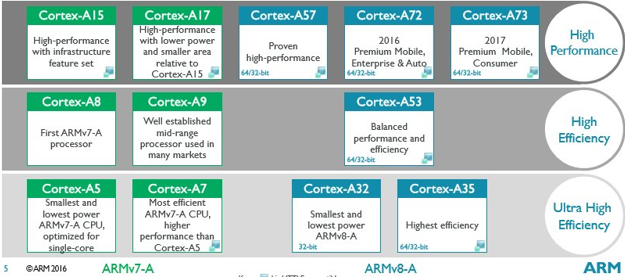 Cortex-A15
High-performance
with infrastructure
feature set
Cortex-A17
High-performance
with lower power
and smaller area
relative to
Cortex-A15
Cortex-A57
Proven
high-performance
64/32-bit
Cortex-A72
2016
Premium Mobile,
Enterprise & Auto
64/32-bit
Cortex-A73
2017
Premium Mobile,
Consumer
64/32-bit
High
Performance
Cortex-A8
First ARMv7-A
processor
Cortex-A9
Well established
mid-range
processor used in
many markets
Cortex-A53
Balanced
performance and
efficiency
64/32-bit
High
Efficiency
Cortex-A5
Smallest and
lowest power
ARMv7-A CPU,
optimized for
single-core
Cortex-A7
Most efficient
ARMv7-A CPU,
higher
performance than
Cortex-A5
Cortex-A32
Smallest and
lowest power
ARMv8-A
32-bit
Cortex-A35
Highest efficiency
64/32-bit
Ultra High
Efficiency
5 © ARM 2016
ARMv7-A
ARMv8-A
ARM